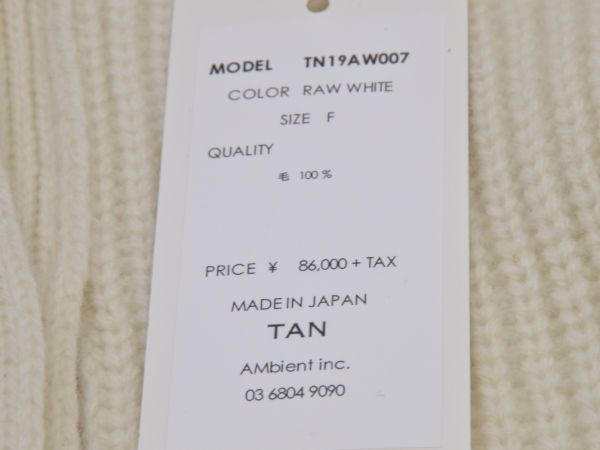 MODEL TN19AW007
COLOR RAW WHITE
SIZE F
QUALITY
毛 100 %
PRICE ¥ 86,000 + TAX
MADE IN JAPAN
TAN
AMbient inc.
03 6804 9090